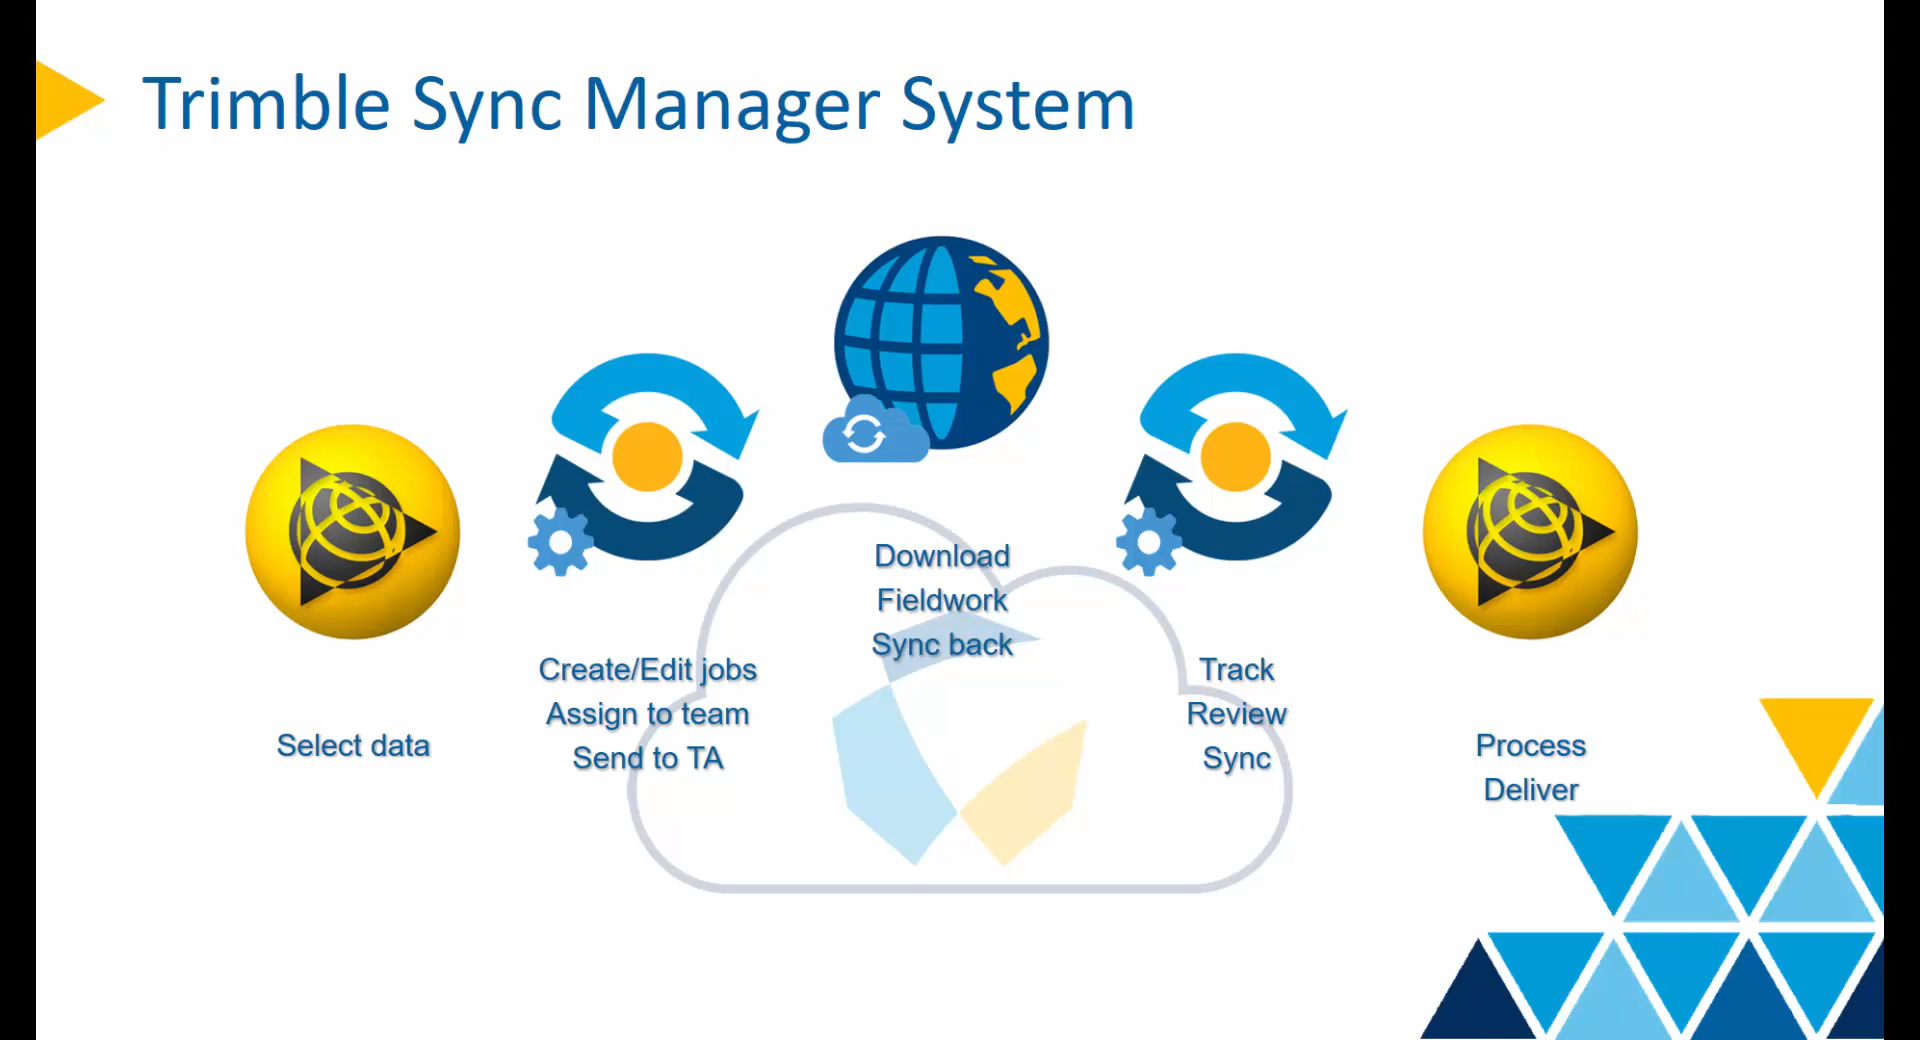 Trimble Sync Manager System
Select data
Create/Edit jobs
Assign to team
Send to TA
Download
Fieldwork
Sync back
Track
Review
Sync
Process
Deliver